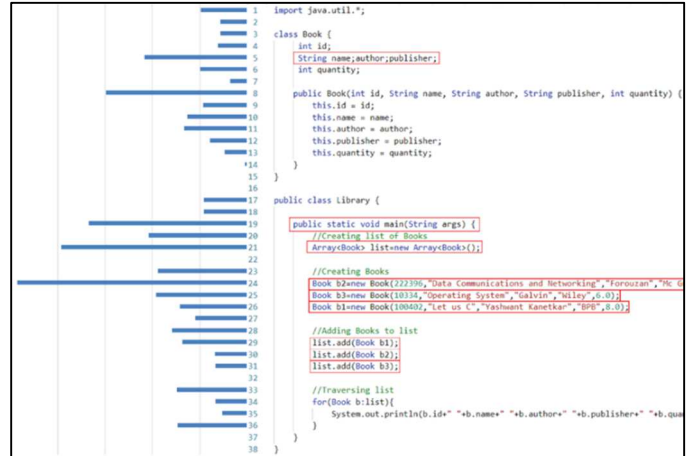 1 import java.util.*;
2
3 class Book {
4 int id;
5 String name;author;publisher;
6 int quantity;
7
8 public Book(int id, String name, String author, String publisher, int quantity) {
9 this.id = id;
10 this.name = name;
11 this.author = author;
12 this.publisher = publisher;
13 this.quantity = quantity;
14 }
15 }
16
17 public class Library {
18
19 public static void main(String args) {
20 //Creating list of Books
21 Array<Book> list=new Array<Book>();
22
23 //Creating Books
24 Book b2=new Book(222396,"Data Communications and Networking","Forouzan","Mc G
25 Book b3=new Book(10334,"Operating System","Galvin","Wiley",6.0);
26 Book b1=new Book(100402,"Let us C","Yashwant Kanetkar","BPB",8.0);
27
28 //Adding Books to list
29 list.add(Book b1);
30 list.add(Book b2);
31 list.add(Book b3);
32
33 //Traversing list
34 for(Book b:list){
35 System.out.println(b.id+" "+b.name+" "+b.author+" "+b.publisher+" "+b.qua
36 }
37 }
38 }